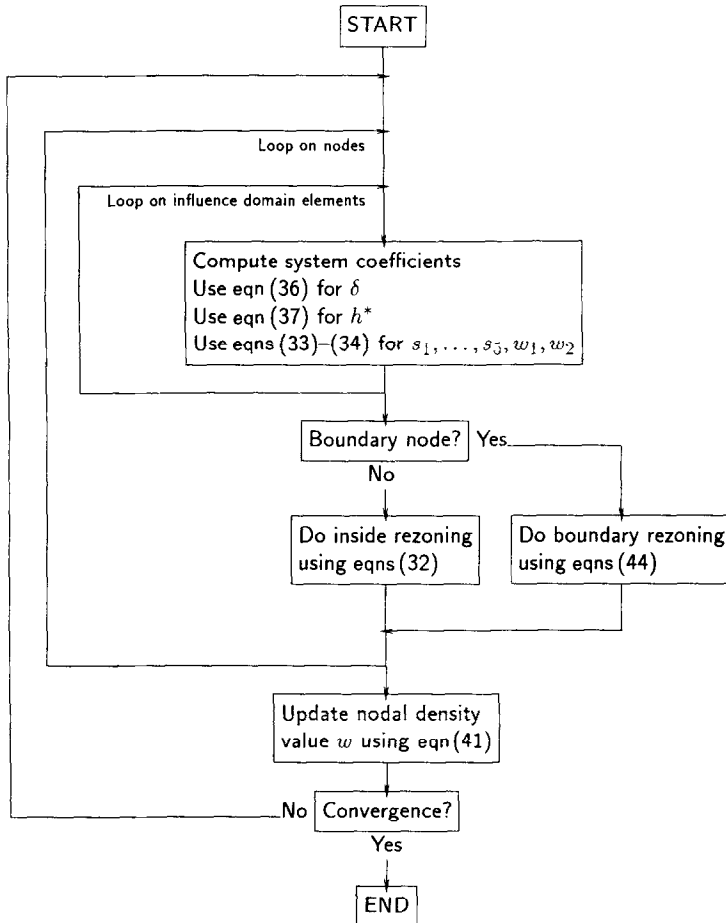 START
Loop on nodes
Loop on influence domain elements
Compute system coefficients
Use eqn (36) for δ
Use eqn (37) for h*
Use eqns (33)–(34) for s₁, . . . , s₅, w₁, w₂
Boundary node? Yes
No
Do inside rezoning
using eqns (32)
Do boundary rezoning
using eqns (44)
Update nodal density
value w using eqn (41)
No Convergence?
Yes
END